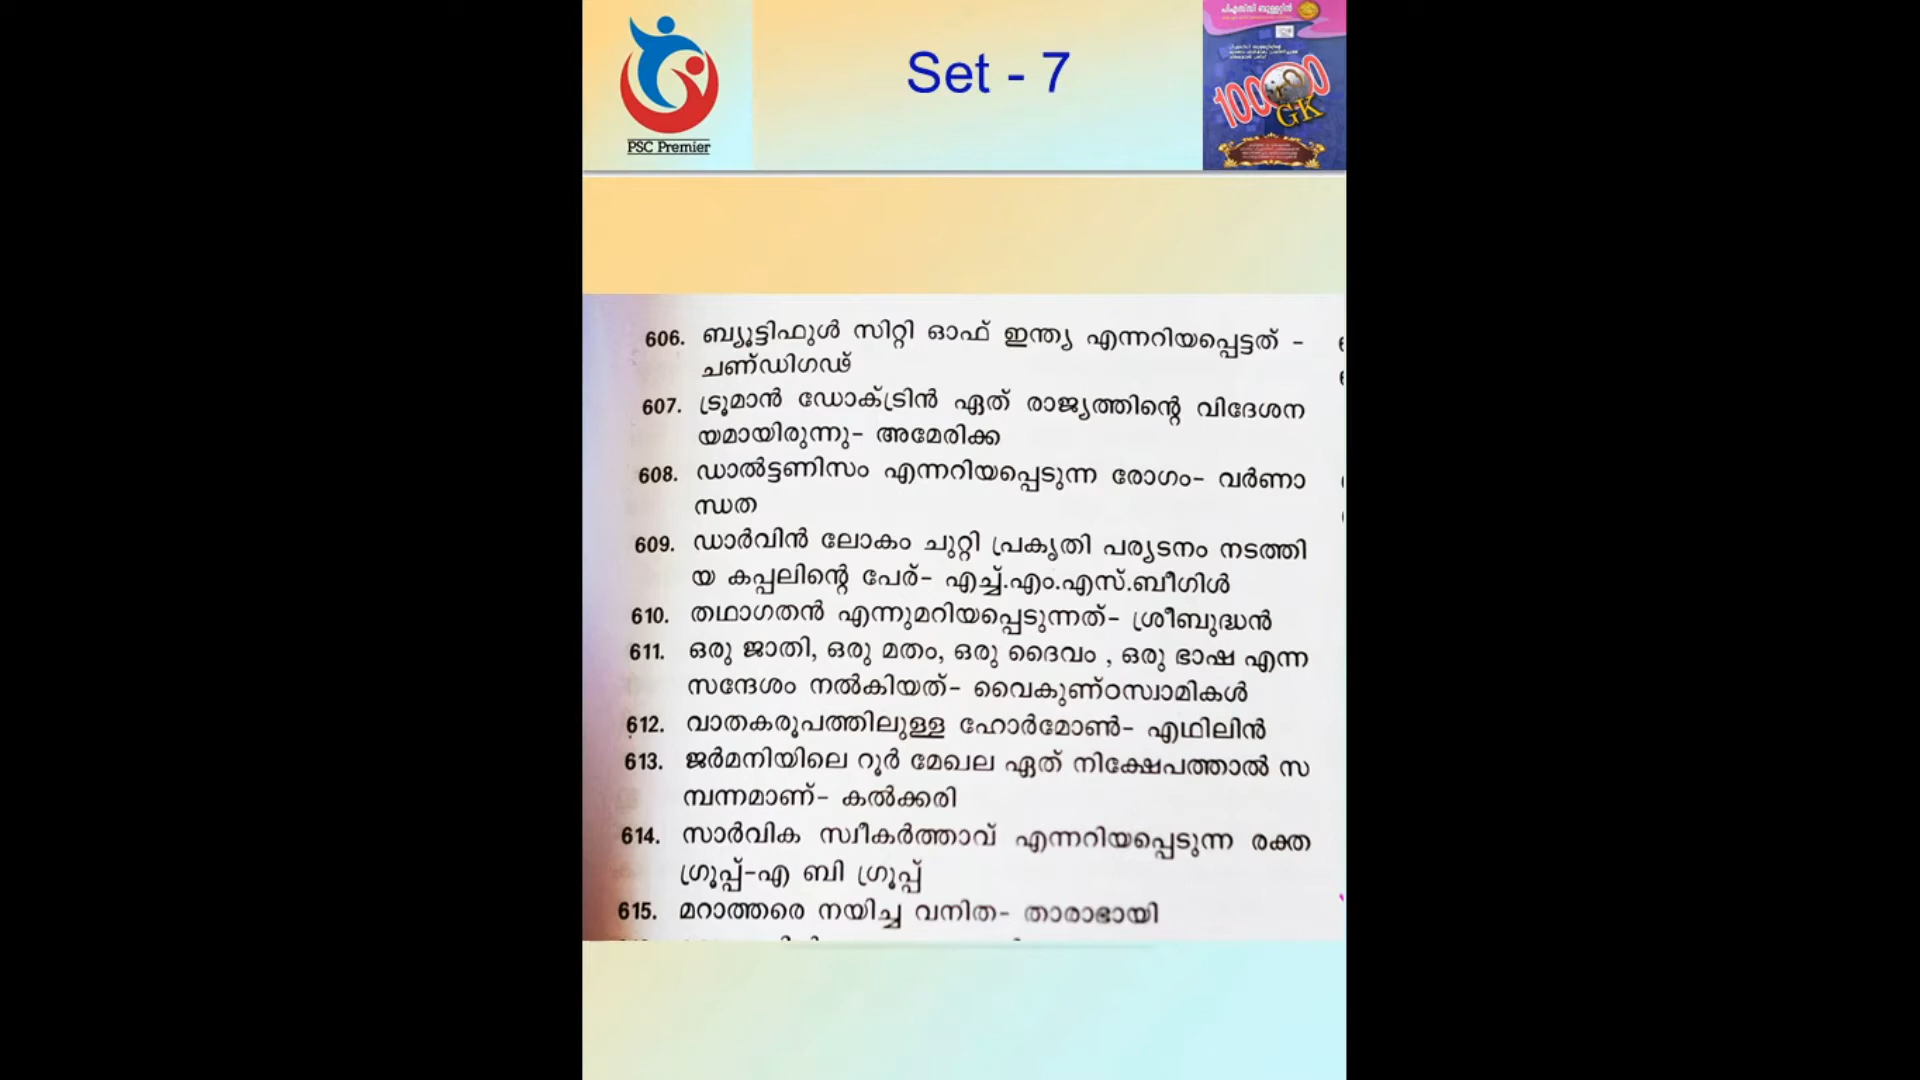 Set - 7
PSC Premier
പിഎസ്‌സി ബുള്ളറ്റിൻ
GK
606. ബ്യൂട്ടിഫുൾ സിറ്റി ഓഫ് ഇന്ത്യ എന്നറിയപ്പെട്ടത് -
ചണ്ഡിഗഢ്
607. ട്രൂമാൻ ഡോക്ട്രിൻ ഏത് രാജ്യത്തിന്റെ വിദേശന
യമായിരുന്നു- അമേരിക്ക
608. ഡാൽട്ടണിസം എന്നറിയപ്പെടുന്ന രോഗം- വർണാ
ന്ധത
609. ഡാർവിൻ ലോകം ചുറ്റി പ്രകൃതി പര്യടനം നടത്തി
യ കപ്പലിന്റെ പേര്- എച്ച്.എം.എസ്.ബീഗിൾ
610. തഥാഗതൻ എന്നുമറിയപ്പെടുന്നത്- ശ്രീബുദ്ധൻ
611. ഒരു ജാതി, ഒരു മതം, ഒരു ദൈവം , ഒരു ഭാഷ എന്ന
സന്ദേശം നൽകിയത്- വൈകുണ്ഠസ്വാമികൾ
612. വാതകരൂപത്തിലുള്ള ഹോർമോൺ- എഥിലിൻ
613. ജർമനിയിലെ റൂർ മേഖല ഏത് നിക്ഷേപത്താൽ സ
മ്പന്നമാണ്- കൽക്കരി
614. സാർവിക സ്വീകർത്താവ് എന്നറിയപ്പെടുന്ന രക്ത
ഗ്രൂപ്പ്-എ ബി ഗ്രൂപ്പ്
615. മറാത്തരെ നയിച്ച വനിത- താരാഭായി